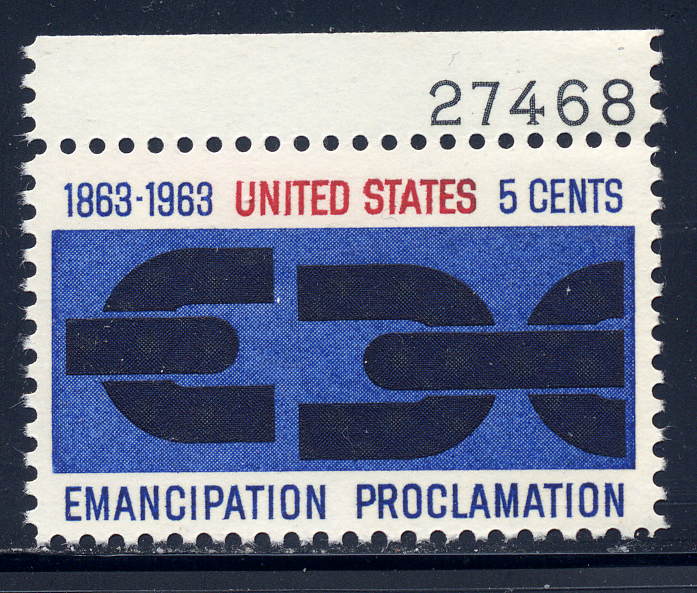 27468
1863-1963 UNITED STATES 5 CENTS
EMANCIPATION PROCLAMATION